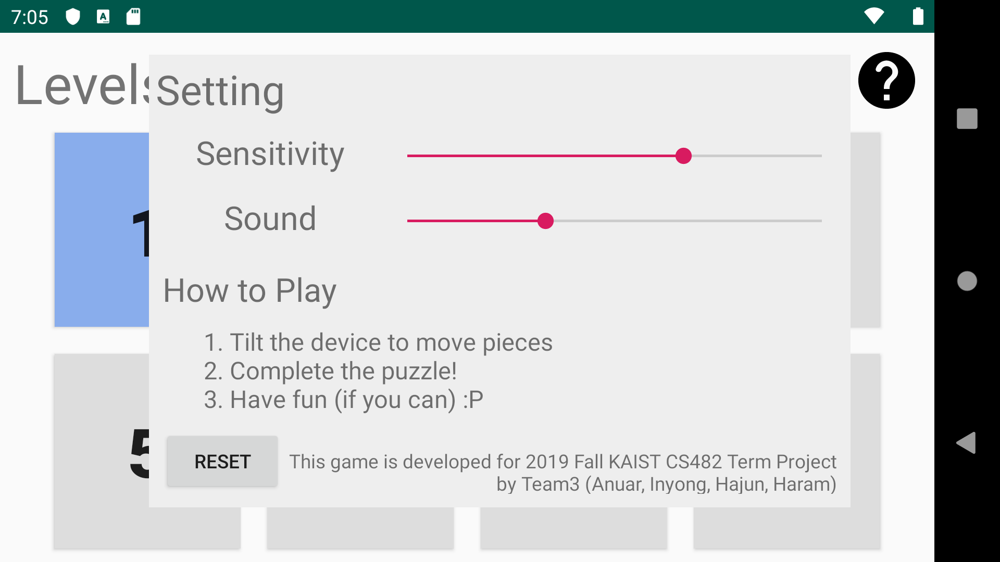 7:05
Levels
Setting
Sensitivity
Sound
How to Play
1. Tilt the device to move pieces
2. Complete the puzzle!
3. Have fun (if you can) :P
1
5
RESET
This game is developed for 2019 Fall KAIST CS482 Term Project
by Team3 (Anuar, Inyong, Hajun, Haram)